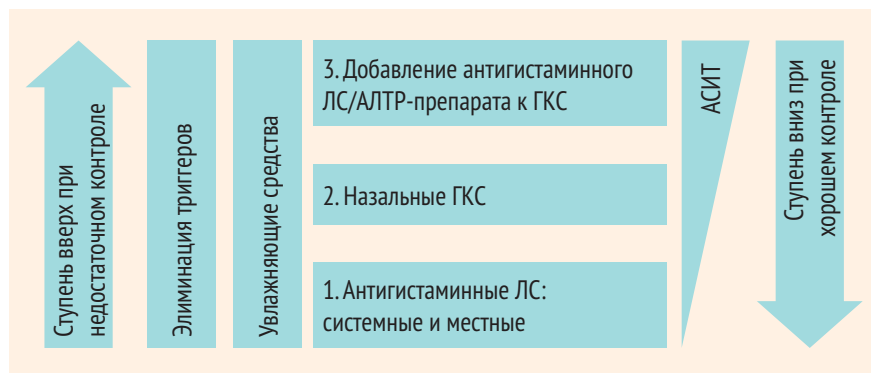 Ступень вверх при
недостаточном контроле
Элиминация триггеров
Увлажняющие средства
3. Добавление антигистаминного
ЛС/АЛТР-препарата к ГКС
2. Назальные ГКС
1. Антигистаминные ЛС:
системные и местные
АСИТ
Ступень вниз при
хорошем контроле